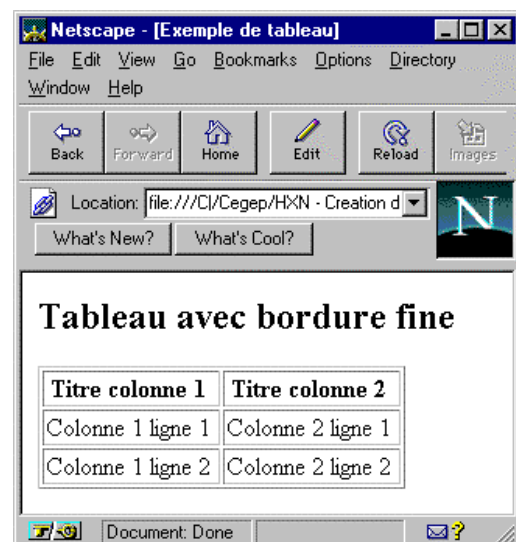 Netscape - [Exemple de tableau]
File Edit View Go Bookmarks Options Directory
Window Help
Back Forward Home Edit Reload Images
Location: file:///C|/Cegep/HXN - Creation d
N
What's New? What's Cool?
Tableau avec bordure fine
Titre colonne 1 Titre colonne 2
Colonne 1 ligne 1 Colonne 2 ligne 1
Colonne 1 ligne 2 Colonne 2 ligne 2
Document: Done